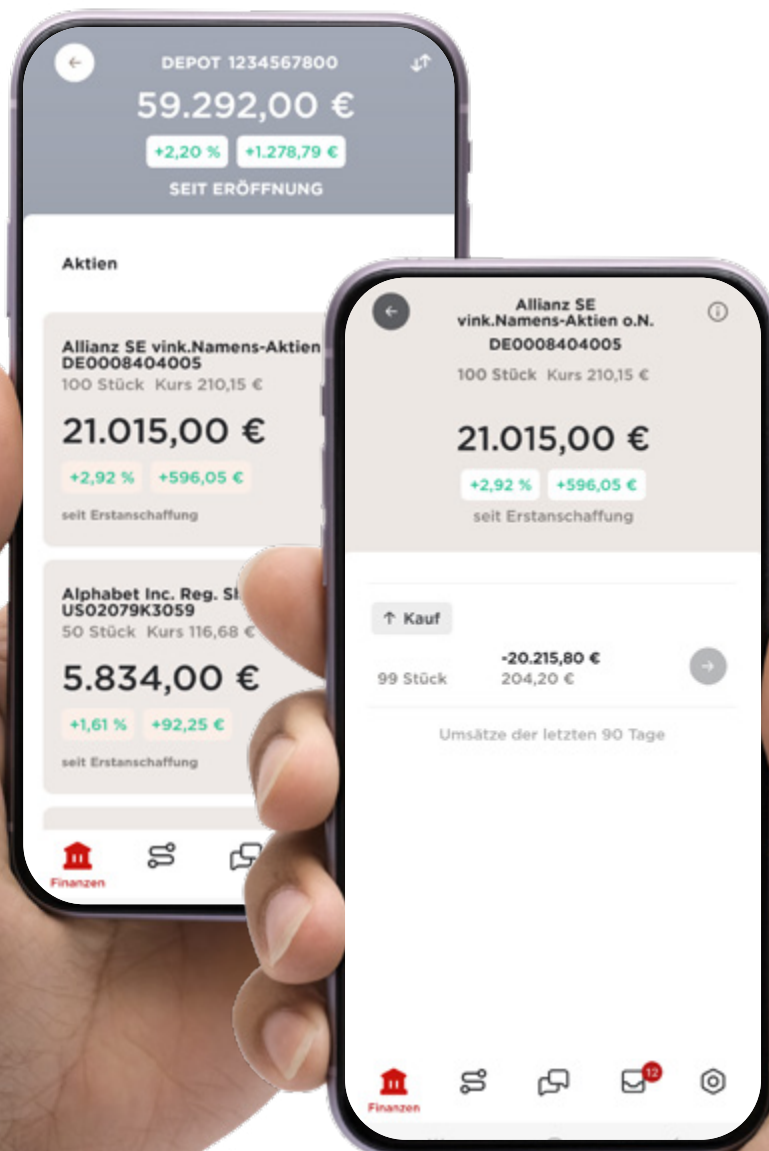 DEPOT 1234567800
59.292,00 €
+2,20 % +1.278,79 €
SEIT ERÖFFNUNG
Aktien
Allianz SE vink.Namens-Aktien
DE0008404005
100 Stück Kurs 210,15 €
21.015,00 €
+2,92 % +596,05 €
seit Erstanschaffung
Alphabet Inc. Reg.
US02079K3059
50 Stück Kurs 116,68 €
5.834,00 €
+1,61 % +92,25 €
seit Erstanschaffung
Finanzen
Allianz SE
vink.Namens-Aktien o.N.
DE0008404005
100 Stück Kurs 210,15 €
21.015,00 €
+2,92 % +596,05 €
seit Erstanschaffung
↑ Kauf
-20.215,80 €
99 Stück 204,20 €
Umsätze der letzten 90 Tage
12
Finanzen